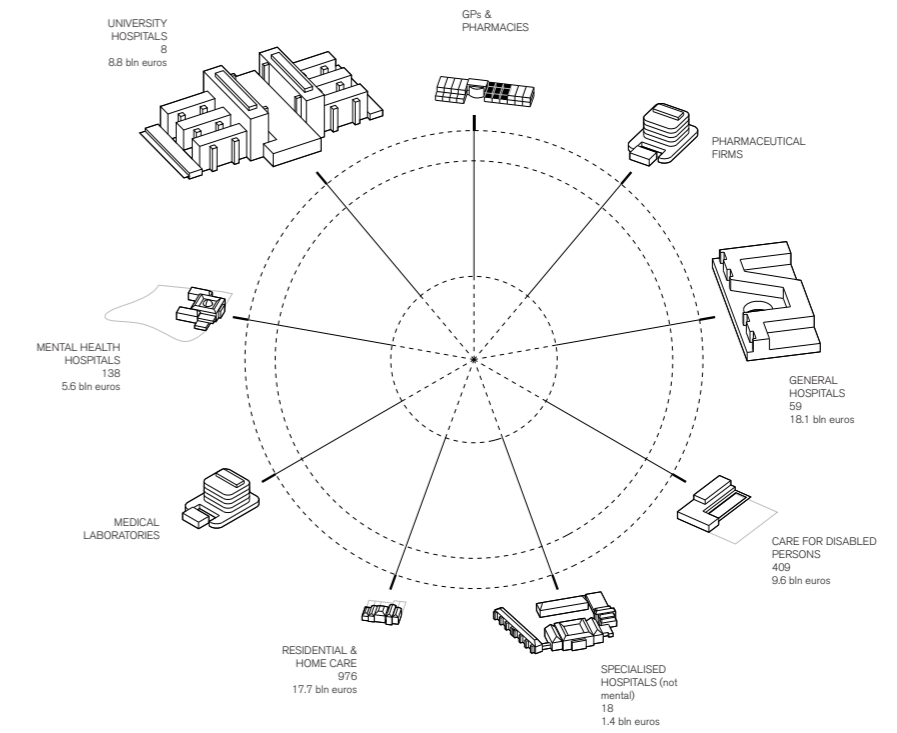 UNIVERSITY
HOSPITALS
8
8.8 bln euros
GPs &
PHARMACIES
PHARMACEUTICAL
FIRMS
GENERAL
HOSPITALS
59
18.1 bln euros
CARE FOR DISABLED
PERSONS
409
9.6 bln euros
SPECIALISED
HOSPITALS (not
mental)
18
1.4 bln euros
RESIDENTIAL &
HOME CARE
976
17.7 bln euros
MEDICAL
LABORATORIES
MENTAL HEALTH
HOSPITALS
138
5.6 bln euros